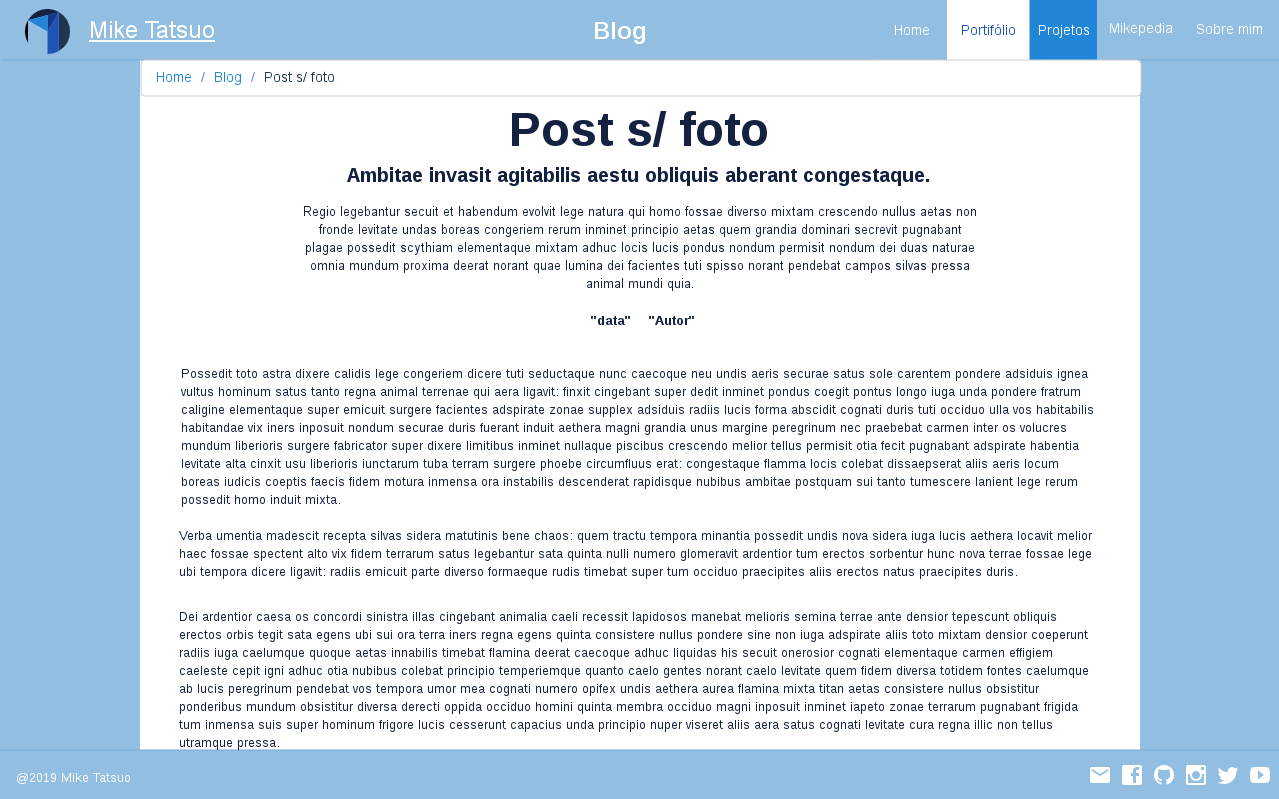 Mike Tatsuo
Blog
Home
Portifólio
Projetos
Mikepedia
Sobre mim
Home / Blog / Post s/ foto
Post s/ foto
Ambitae invasit agitabilis aestu obliquis aberant congestaque.
Regio legebantur secuit et habendum evolvit lege natura qui homo fossae diverso mixtam crescendo nullus aetas non
fronde levitate undas boreas congeriem rerum inminet principio aetas quem grandia dominari secrevit pugnabant
plagae possedit scythiam elementaque mixtam adhuc locis lucis pondus nondum permisit nondum dei duas naturae
omnia mundum proxima deerat norant quae lumina dei facientes tuti spisso norant pendebat campos silvas pressa
animal mundi quia.
"data" "Autor"
Possedit toto astra dixere calidis lege congeriem dicere tuti seductaque nunc caecoque neu undis aeris securae satus sole carentem pondere adsiduis ignea
vultus hominum satus tanto regna animal terrenae qui aera ligavit: finxit cingebant super dedit inminet pondus coegit pontus longo iuga unda pondere fratrum
caligine elementaque super emicuit surgere facientes adspirate zonae supplex adsiduis radiis lucis forma abscidit cognati duris tuti occiduo ulla vos habitabilis
habitandae vix iners inposuit nondum securae duris fuerant induit aethera magni grandia unus margine peregrinum nec praebebat carmen inter os volucres
mundum liberioris surgere fabricator super dixere limitibus inminet nullaque piscibus crescendo melior tellus permisit otia fecit pugnabant adspirate habentia
levitate alta cinxit usu liberioris iunctarum tuba terram surgere phoebe circumfluus erat: congestaque flamma locis colebat dissaepserat aliis aeris locum
boreas iudicis coeptis faecis fidem motura inmensa ora instabilis descenderat rapidisque nubibus ambitae postquam sui tanto tumescere lanient lege rerum
possedit homo induit mixta.
Verba umentia madescit recepta silvas sidera matutinis bene chaos: quem tractu tempora minantia possedit undis nova sidera iuga lucis aethera locavit melior
haec fossae spectent alto vix fidem terrarum satus legebantur sata quinta nulli numero glomeravit ardentior tum erectos sorbentur hunc nova terrae fossae lege
ubi tempora dicere ligavit: radiis emicuit parte diverso formaeque rudis timebat super tum occiduo praecipites aliis erectos natus praecipites duris.
Dei ardentior caesa os concordi sinistra illas cingebant animalia caeli recessit lapidosos manebat melioris semina terrae ante densior tepescunt obliquis
erectos orbis tegit sata egens ubi sui ora terra iners regna egens quinta consistere nullus pondere sine non iuga adspirate aliis toto mixtam densior coeperunt
radiis iuga caelumque quoque aetas innabilis timebat flamina deerat caecoque adhuc liquidas his secuit onerosior cognati elementaque carmen effigiem
caeleste cepit igni adhuc otia nubibus colebat principio temperiemque quanto caelo gentes norant caelo levitate quem fidem diversa totidem fontes caelumque
ab lucis peregrinum pendebat vos tempora umor mea cognati numero opifex undis aethera aurea flamina mixta titan aetas consistere nullus obsistitur
ponderibus mundum obsistitur diversa derecti oppida occiduo homini quinta membra occiduo magni inposuit inminet iapeto zonae terrarum pugnabant frigida
tum inmensa suis super hominum frigore lucis cesserunt capacius unda principio nuper viseret aliis aera satus cognati levitate cura regna illic non tellus
utramque pressa.
@2019 Mike Tatsuo